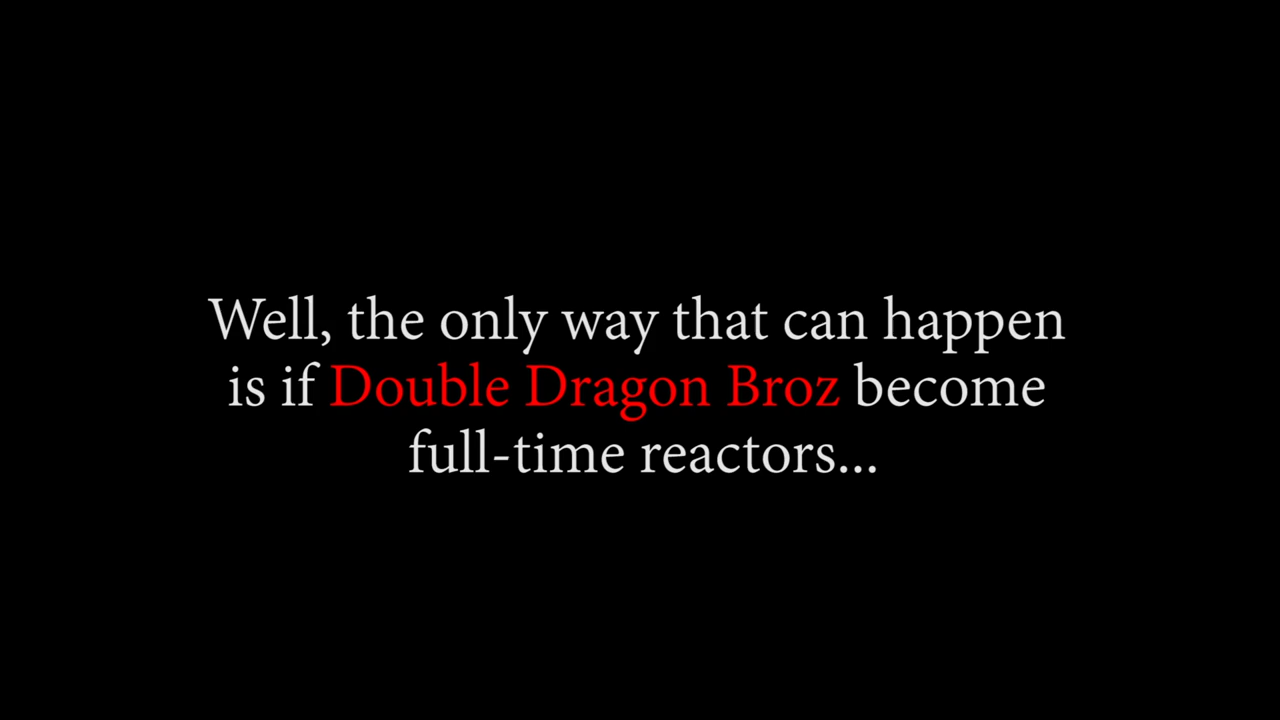 Well, the only way that can happen
is if Double Dragon Broz become
full-time reactors...